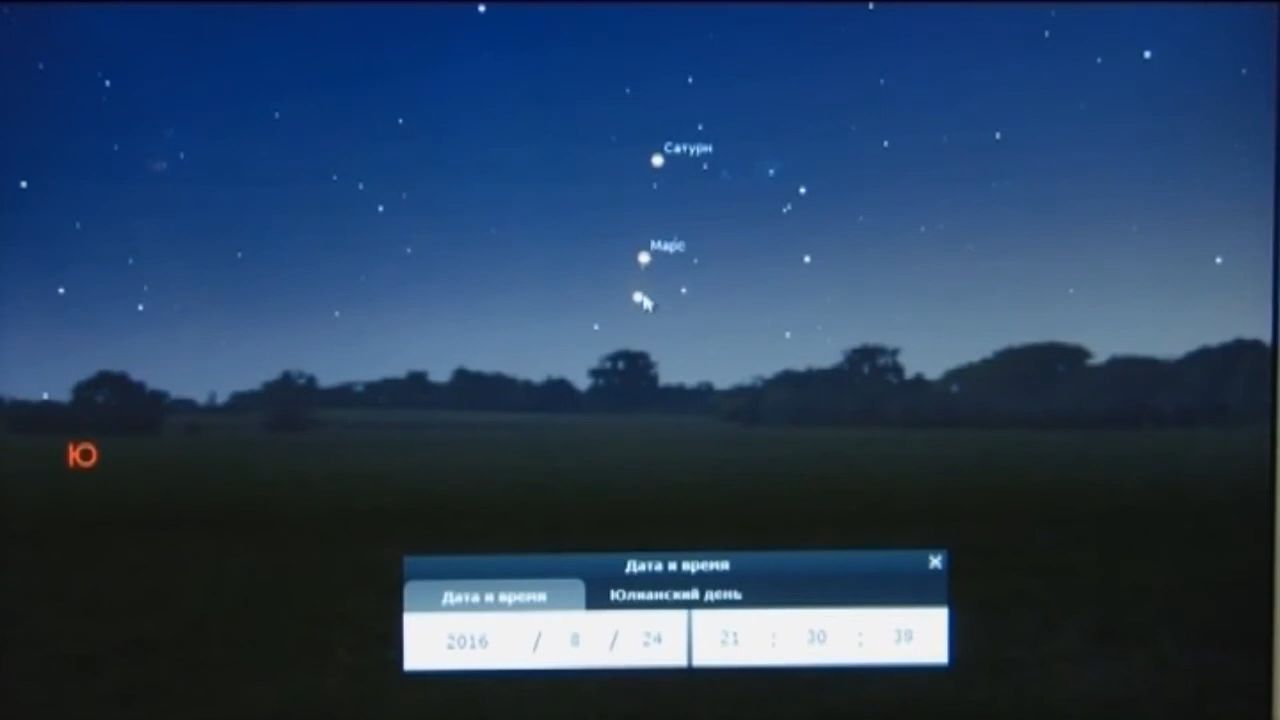 Сатурн
Марс
Ю
Дата и время
Дата и время Юлианский день
2016 / 8 / 24 21 : 30 : 39